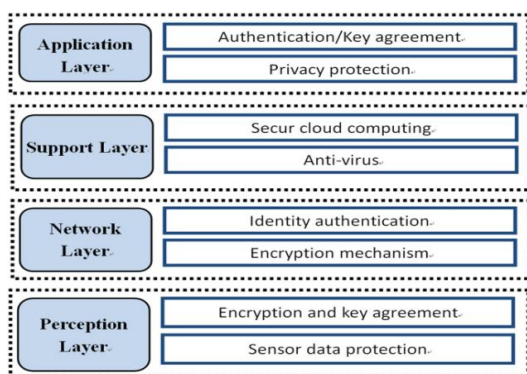 Application
Layer
Authentication/Key agreement
Privacy protection
Support Layer
Secur cloud computing
Anti-virus
Network
Layer
Identity authentication
Encryption mechanism
Perception
Layer
Encryption and key agreement
Sensor data protection